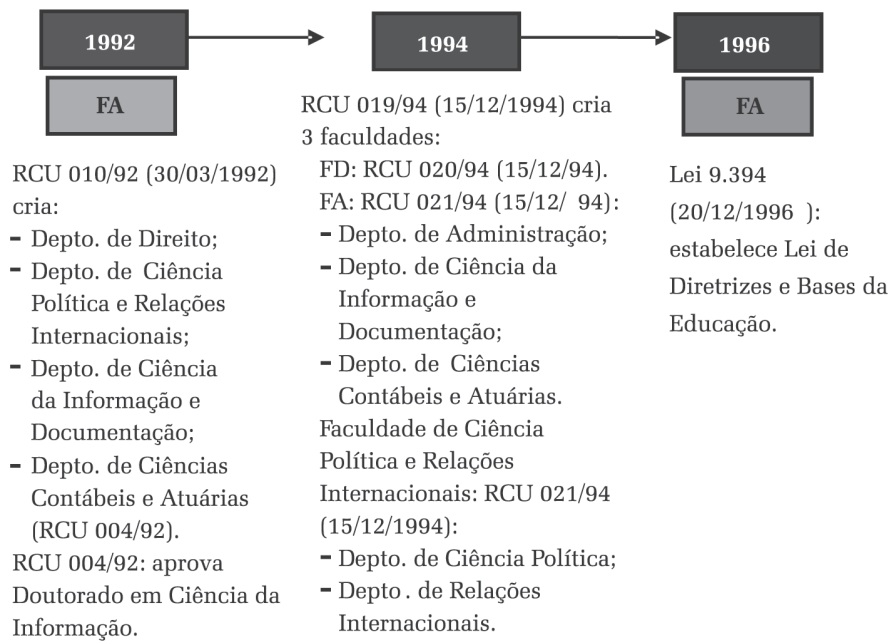 1992
FA
RCU 010/92 (30/03/1992)
cria:
- Depto. de Direito;
- Depto. de Ciência
Política e Relações
Internacionais;
- Depto. de Ciência
da Informação e
Documentação;
- Depto. de Ciências
Contábeis e Atuárias
(RCU 004/92).
RCU 004/92: aprova
Doutorado em Ciência da
Informação.
1994
RCU 019/94 (15/12/1994) cria
3 faculdades:
FD: RCU 020/94 (15/12/94).
FA: RCU 021/94 (15/12/ 94):
- Depto. de Administração;
- Depto. de Ciência da
Informação e
Documentação;
- Depto. de Ciências
Contábeis e Atuárias.
Faculdade de Ciência
Política e Relações
Internacionais: RCU 021/94
(15/12/1994):
- Depto. de Ciência Política;
- Depto . de Relações
Internacionais.
1996
FA
Lei 9.394
(20/12/1996 ):
estabelece Lei de
Diretrizes e Bases da
Educação.